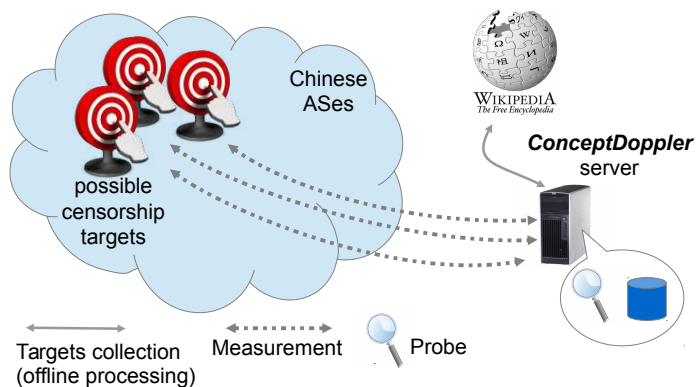 Chinese
ASes
WIKIPEDIA
The Free Encyclopedia
ConceptDoppler
server
possible
censorship
targets
Targets collection
(offline processing)
Measurement
Probe